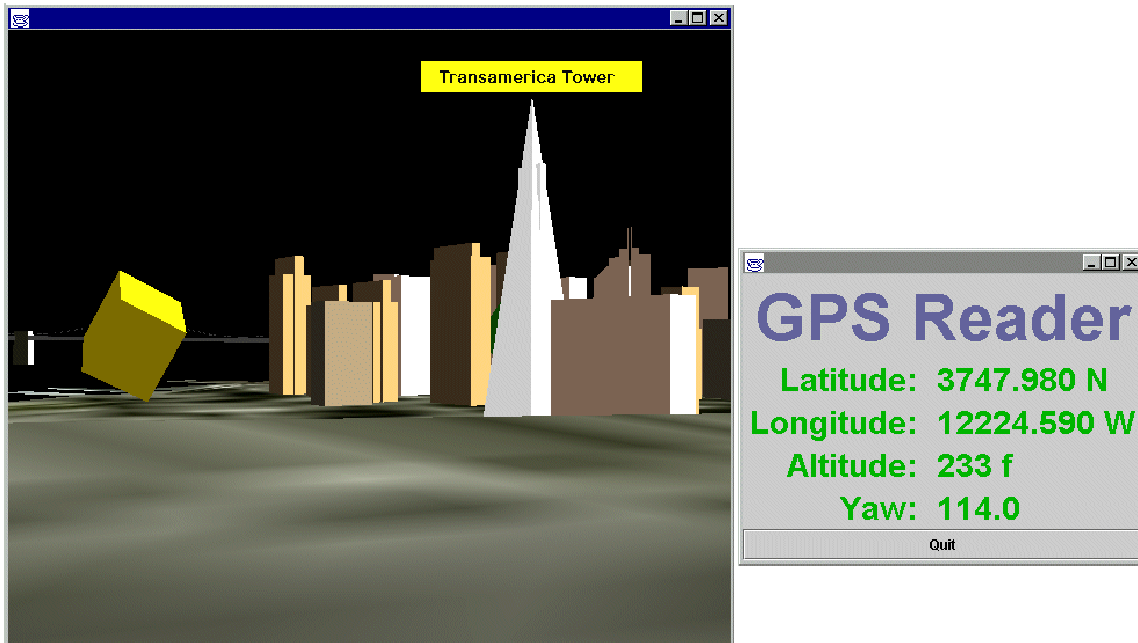 Transamerica Tower
GPS Reader
Latitude: 3747.980 N
Longitude: 12224.590 W
Altitude: 233 f
Yaw: 114.0
Quit